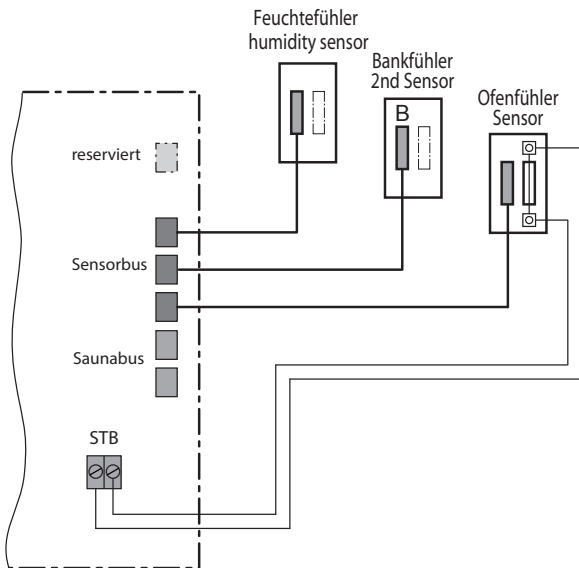 Feuchtefühler
humidity sensor
Bankfühler
2nd Sensor
B
Ofenfühler
Sensor
reserviert
Sensorbus
Saunabus
STB